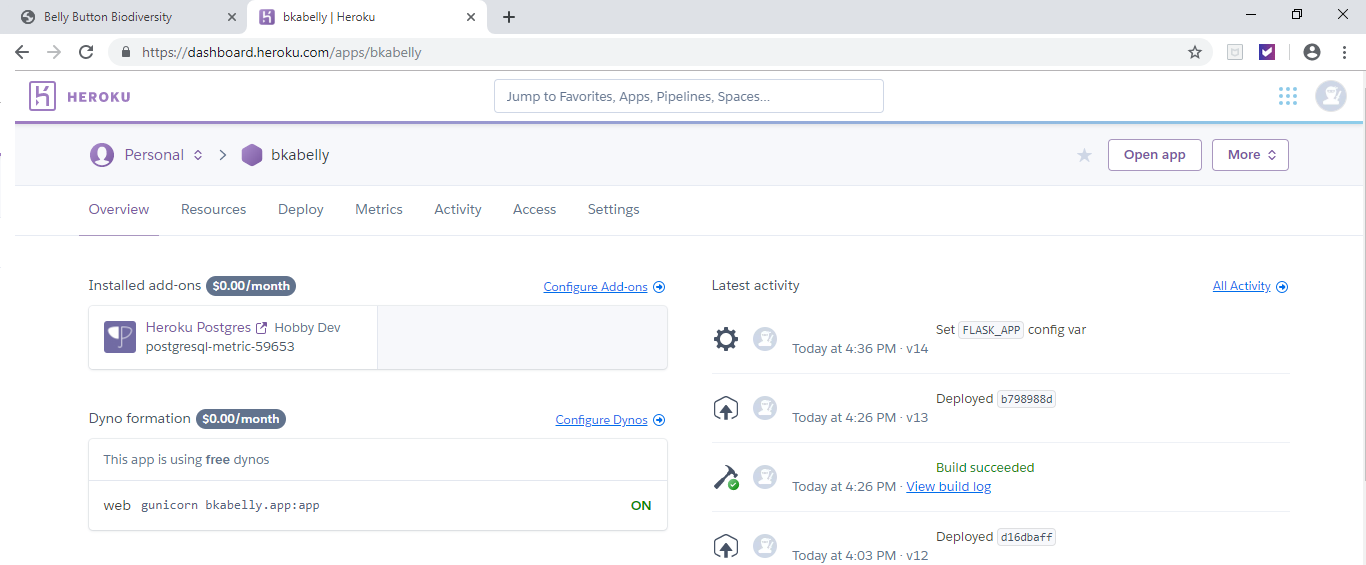 Belly Button Biodiversity
bkabelly | Heroku
https://dashboard.heroku.com/apps/bkabelly
HEROKU
Jump to Favorites, Apps, Pipelines, Spaces...
Personal
bkabelly
Open app
More
Overview Resources Deploy Metrics Activity Access Settings
Installed add-ons $0.00/month
Configure Add-ons
Heroku Postgres Hobby Dev
postgresql-metric-59653
Dyno formation $0.00/month
Configure Dynos
This app is using free dynos
web gunicorn bkabelly.app:app ON
Latest activity
All Activity
Set FLASK_APP config var
Today at 4:36 PM · v14
Deployed b798988d
Today at 4:26 PM · v13
Build succeeded
Today at 4:26 PM · View build log
Deployed d16dbaff
Today at 4:03 PM · v12